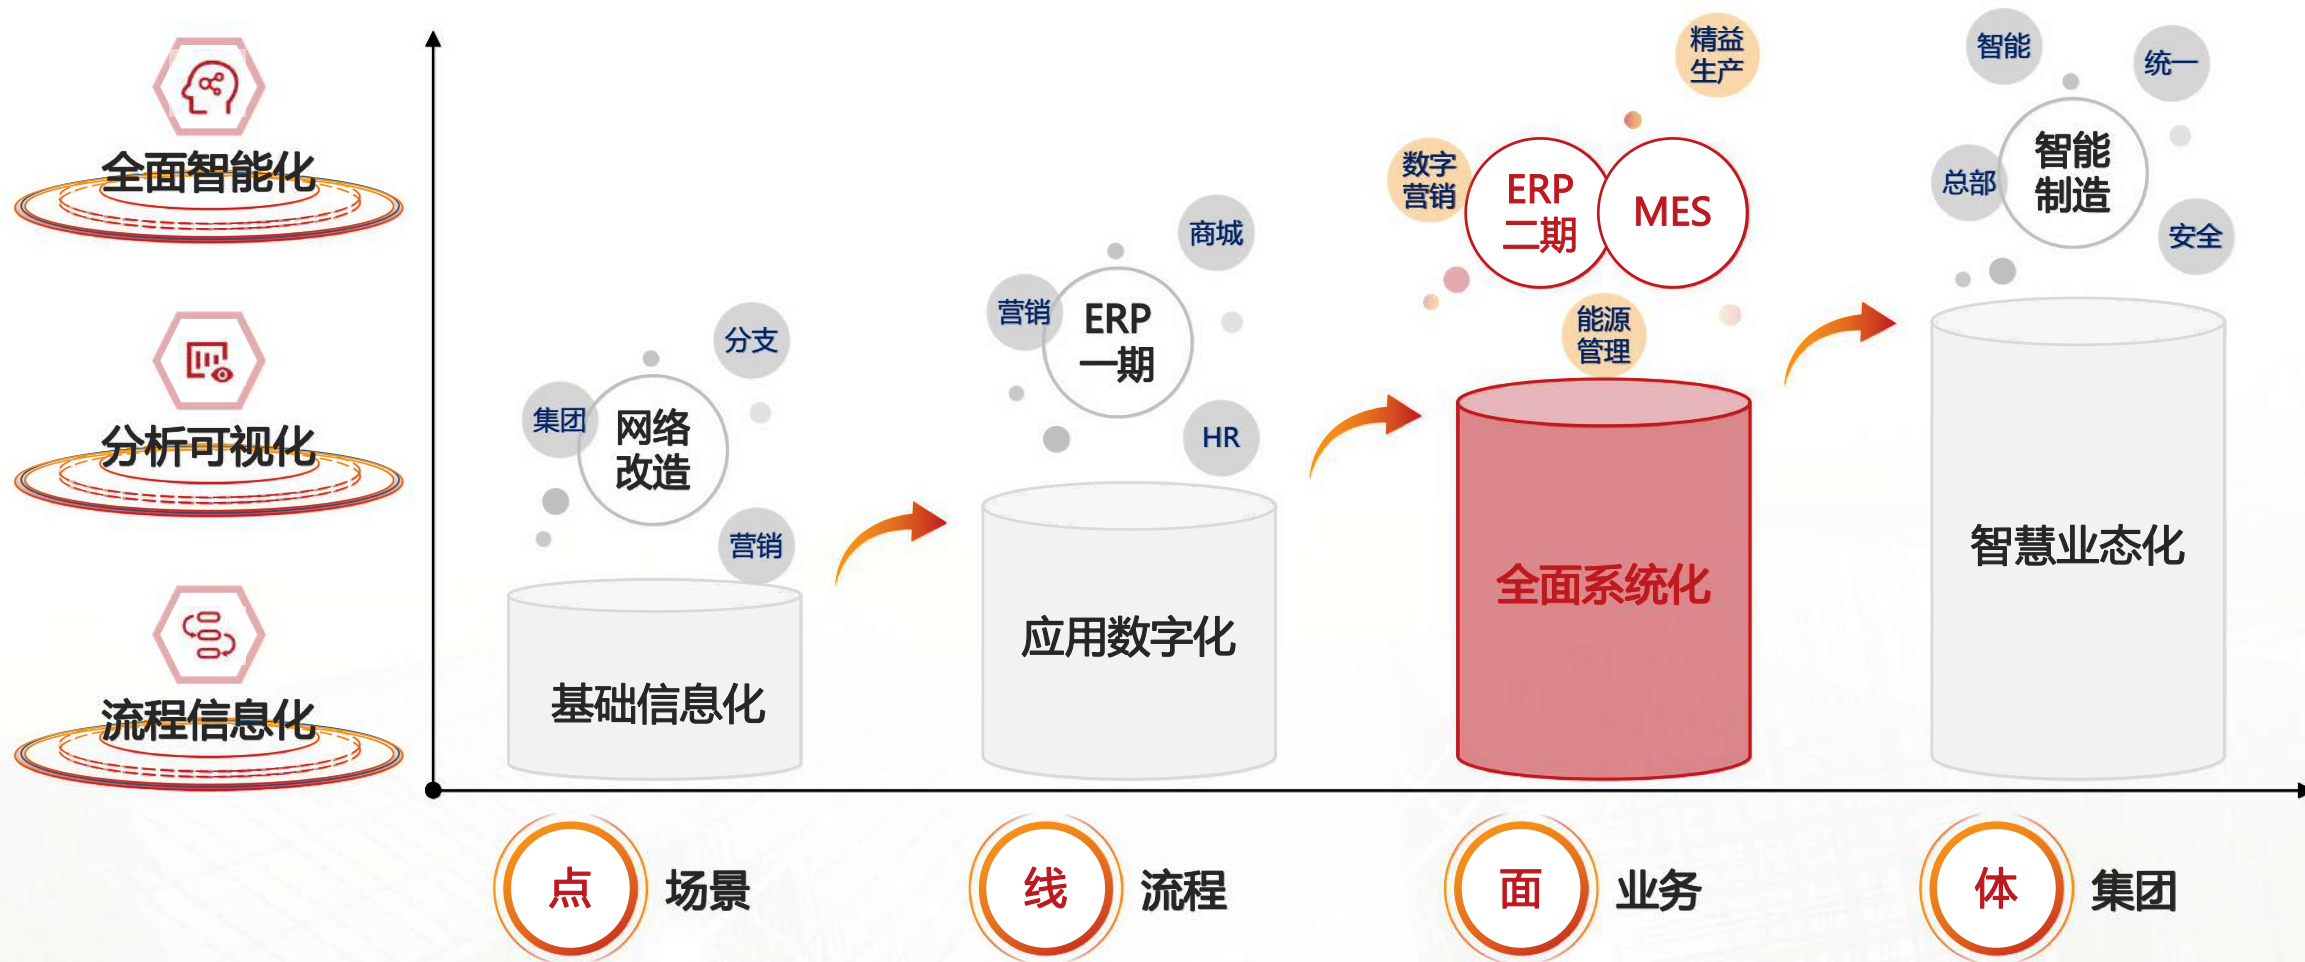 全面智能化
分析可视化
流程信息化
集团
分支
网络
改造
营销
基础信息化
营销
商城
ERP
一期
HR
应用数字化
精益
生产
数字
营销
ERP
二期
MES
能源
管理
全面系统化
智能
统一
总部
智能
制造
安全
智慧业态化
点 场景
线 流程
面 业务
体 集团